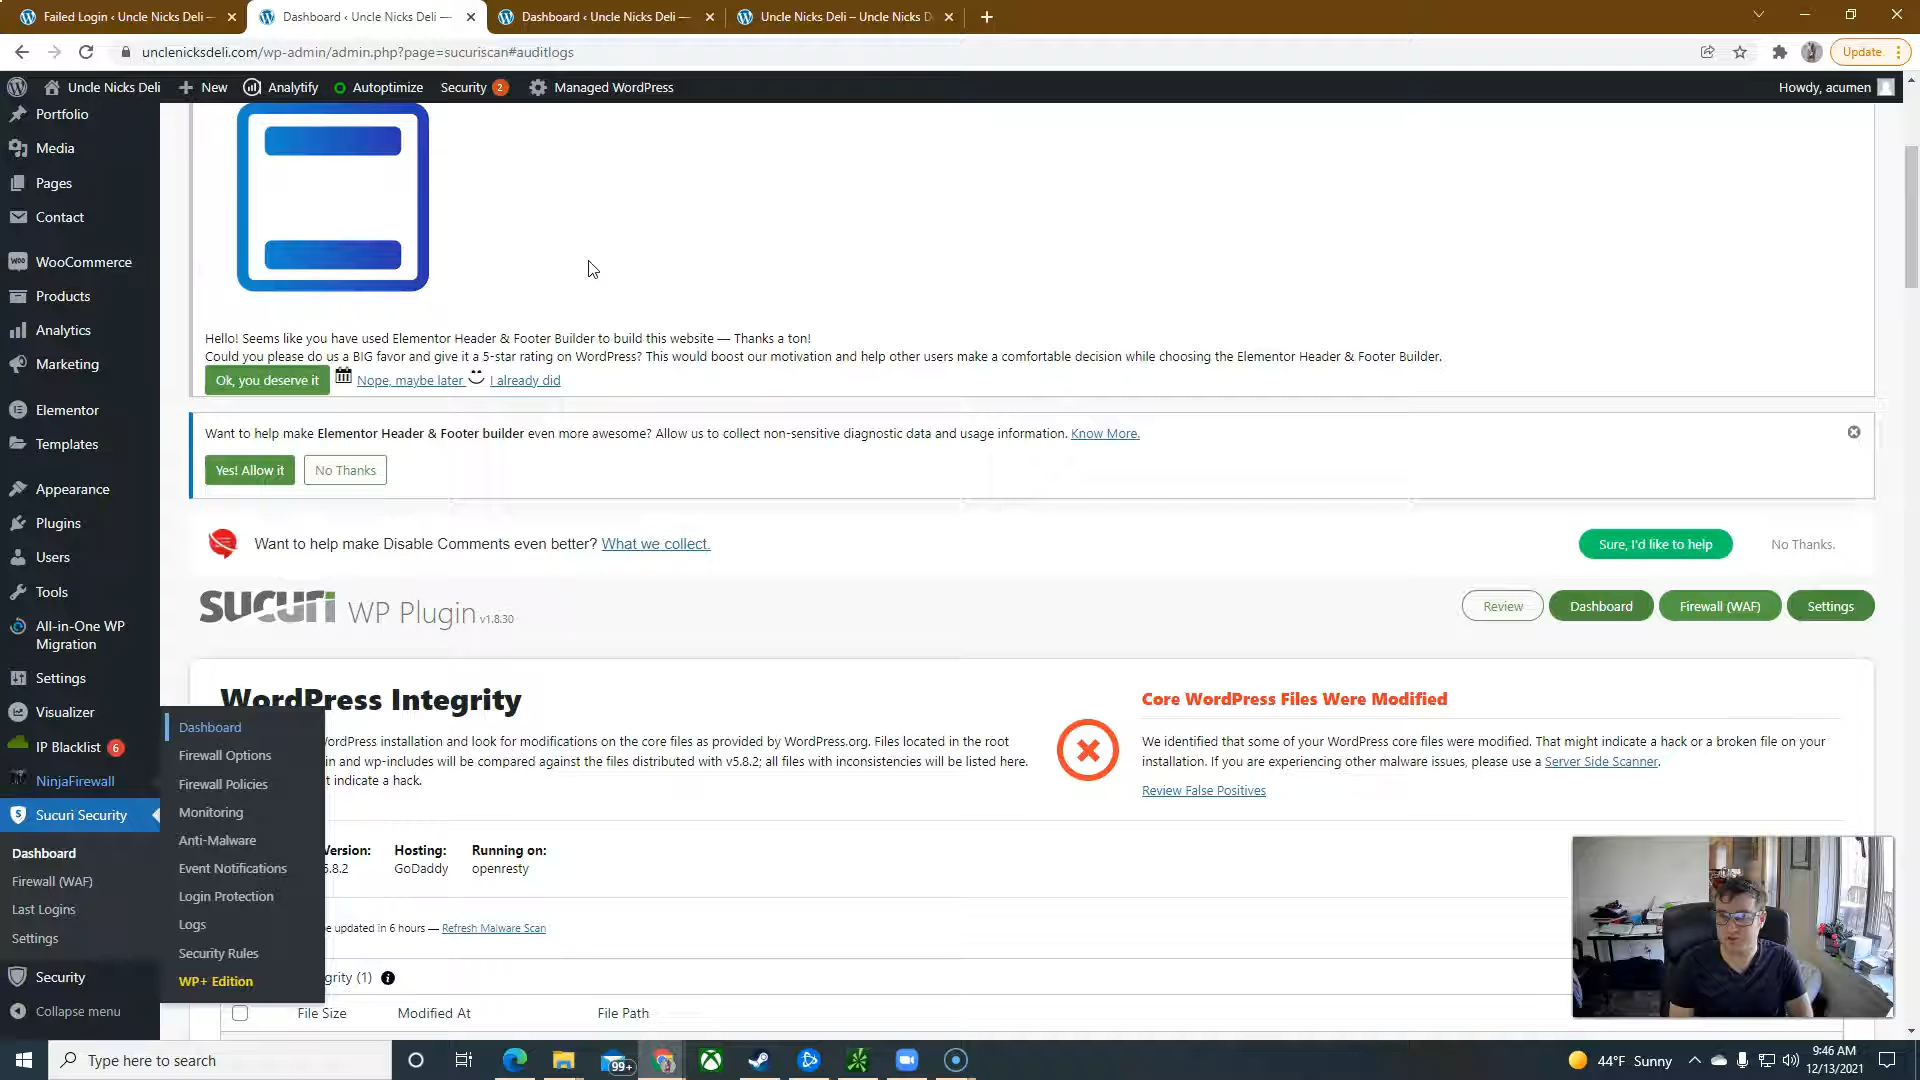 Failed Login ‹ Uncle Nicks Deli —
Dashboard ‹ Uncle Nicks Deli —
Dashboard ‹ Uncle Nicks Deli —
Uncle Nicks Deli – Uncle Nicks D
unclenicksdeli.com/wp-admin/admin.php?page=sucuriscan#auditlogs
Update
Uncle Nicks Deli
New
Analytify
Autoptimize
Security 2
Managed WordPress
Howdy, acumen
Portfolio
Media
Pages
Contact
WooCommerce
Products
Analytics
Marketing
Elementor
Templates
Appearance
Plugins
Users
Tools
All-in-One WP
Migration
Settings
Visualizer
IP Blacklist 6
NinjaFirewall
Sucuri Security
Dashboard
Firewall (WAF)
Last Logins
Settings
Security
Collapse menu
Dashboard
Firewall Options
Firewall Policies
Monitoring
Anti-Malware
Event Notifications
Login Protection
Logs
Security Rules
WP+ Edition
Hello! Seems like you have used Elementor Header & Footer Builder to build this website — Thanks a ton!
Could you please do us a BIG favor and give it a 5-star rating on WordPress? This would boost our motivation and help other users make a comfortable decision while choosing the Elementor Header & Footer Builder.
Ok, you deserve it
Nope, maybe later
I already did
Want to help make Elementor Header & Footer builder even more awesome? Allow us to collect non-sensitive diagnostic data and usage information. Know More.
Yes! Allow it
No Thanks
Want to help make Disable Comments even better? What we collect.
Sure, I'd like to help
No Thanks.
SUCURI WP Plugin v1.8.30
Review
Dashboard
Firewall (WAF)
Settings
WordPress Integrity
WordPress installation and look for modifications on the core files as provided by WordPress.org. Files located in the root
in and wp-includes will be compared against the files distributed with v5.8.2; all files with inconsistencies will be listed here.
t indicate a hack.
Core WordPress Files Were Modified
We identified that some of your WordPress core files were modified. That might indicate a hack or a broken file on your
installation. If you are experiencing other malware issues, please use a Server Side Scanner.
Review False Positives
Version:
5.8.2
Hosting:
GoDaddy
Running on:
openresty
be updated in 6 hours — Refresh Malware Scan
grity (1)
File Size
Modified At
File Path
Type here to search
99+
44°F Sunny
9:46 AM
12/13/2021